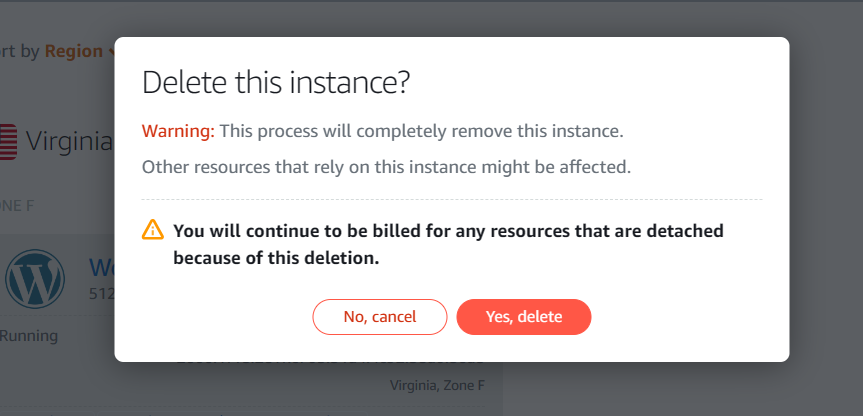 rt by Region
Delete this instance?
Warning: This process will completely remove this instance.
Virginia
Other resources that rely on this instance might be affected.
ONE F
You will continue to be billed for any resources that are detached
because of this deletion.
512
No, cancel
Yes, delete
Running
Virginia, Zone F